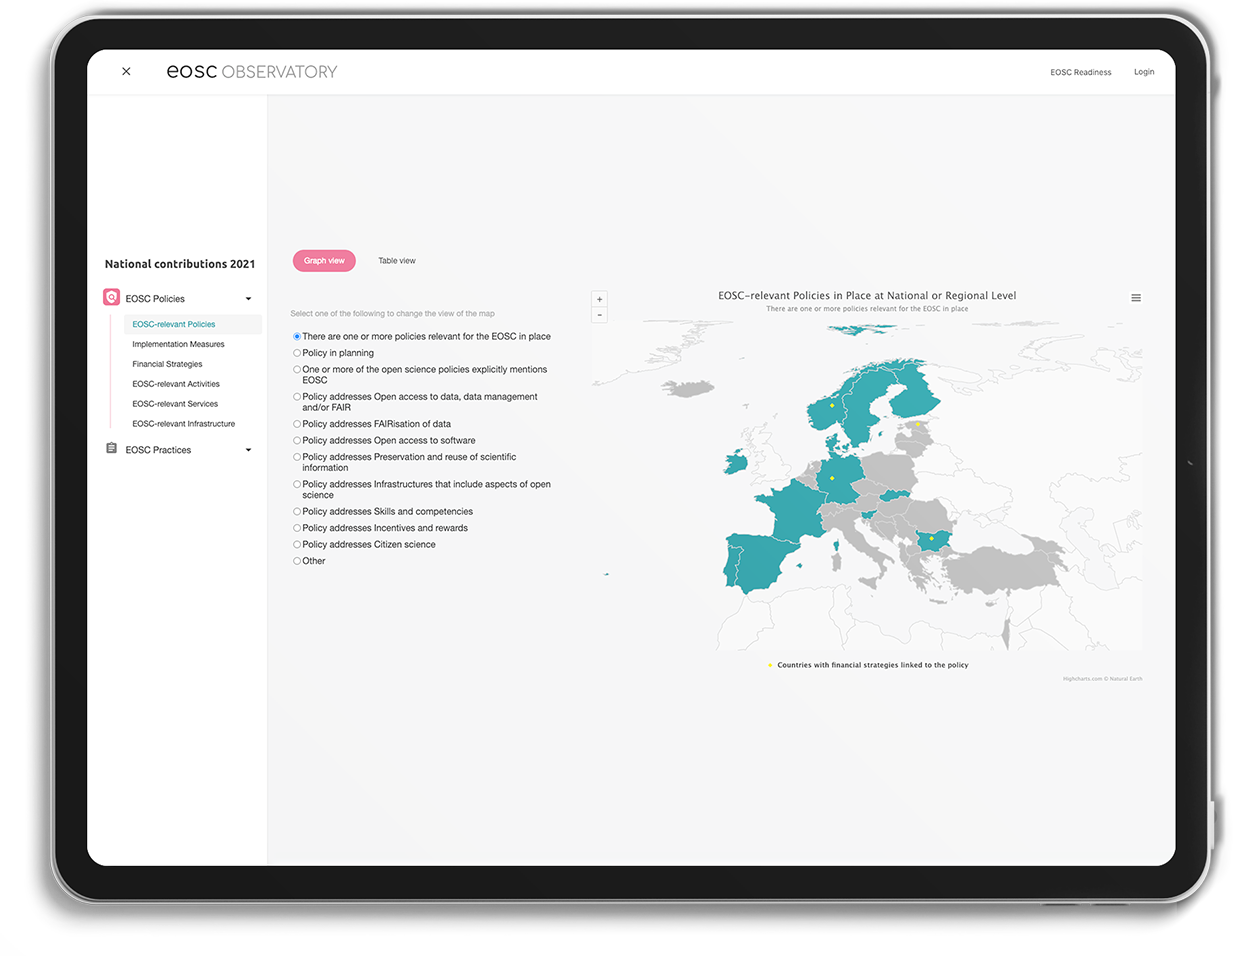 eosc OBSERVATORY
EOSC Readiness
Login
National contributions 2021
EOSC Policies
EOSC-relevant Policies
Implementation Measures
Financial Strategies
EOSC-relevant Activities
EOSC-relevant Services
EOSC-relevant Infrastructure
EOSC Practices
Graph view
Table view
Select one of the following to change the view of the map
There are one or more policies relevant for the EOSC in place
Policy in planning
One or more of the open science policies explicitly mentions
EOSC
Policy addresses Open access to data, data management
and/or FAIR
Policy addresses FAIRisation of data
Policy addresses Open access to software
Policy addresses Preservation and reuse of scientific
information
Policy addresses Infrastructures that include aspects of open
science
Policy addresses Skills and competencies
Policy addresses Incentives and rewards
Policy addresses Citizen science
Other
+
-
EOSC-relevant Policies in Place at National or Regional Level
There are one or more policies relevant for the EOSC in place
Countries with financial strategies linked to the policy
Highcharts.com © Natural Earth